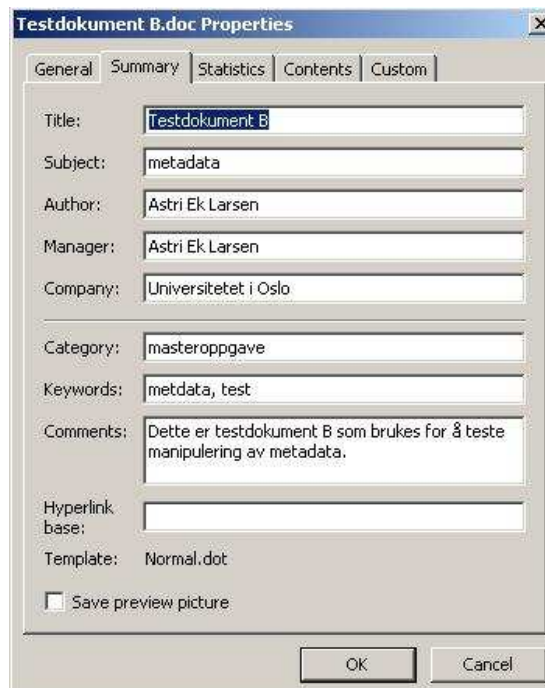 Testdokument B.doc Properties
General Summary Statistics Contents Custom
Title: Testdokument B
Subject: metadata
Author: Astri Ek Larsen
Manager: Astri Ek Larsen
Company: Universitetet i Oslo
Category: masteroppgave
Keywords: metdata, test
Comments: Dette er testdokument B som brukes for å teste
manipulering av metadata.
Hyperlink
base:
Template: Normal.dot
Save preview picture
OK Cancel